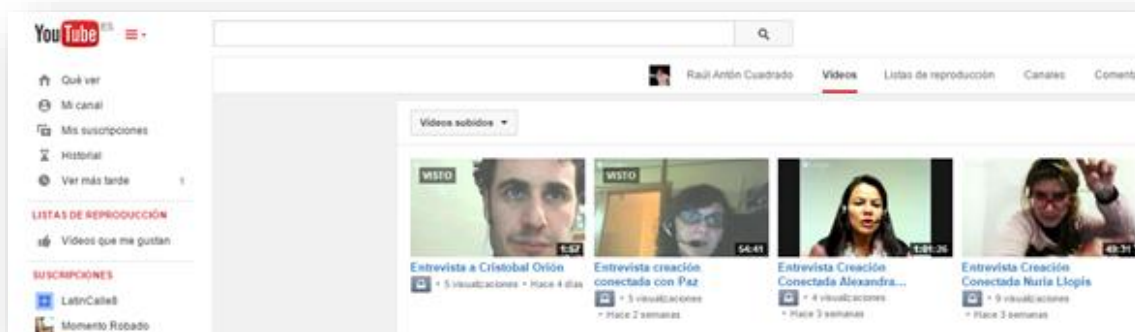 YouTube ES
Raúl Antón Cuadrado Vídeos Listas de reproducción Canales Comenta
Qué ver
Mi canal
Mis suscripciones
Historial
Ver más tarde 1
LISTAS DE REPRODUCCIÓN
Vídeos que me gustan
SUSCRIPCIONES
LatinCalle8
Momento Robado
Vídeos subidos
VISTO
1:57
Entrevista a Cristobal Orión
• 5 visualizaciones • Hace 4 días
VISTO
54:41
Entrevista creación
conectada con Paz
• 5 visualizaciones
• Hace 2 semanas
1:01:26
Entrevista Creación
Conectada Alexandra...
• 4 visualizaciones
• Hace 3 semanas
49:31
Entrevista Creación
Conectada Nuria Llopis
• 9 visualizaciones
• Hace 3 semanas